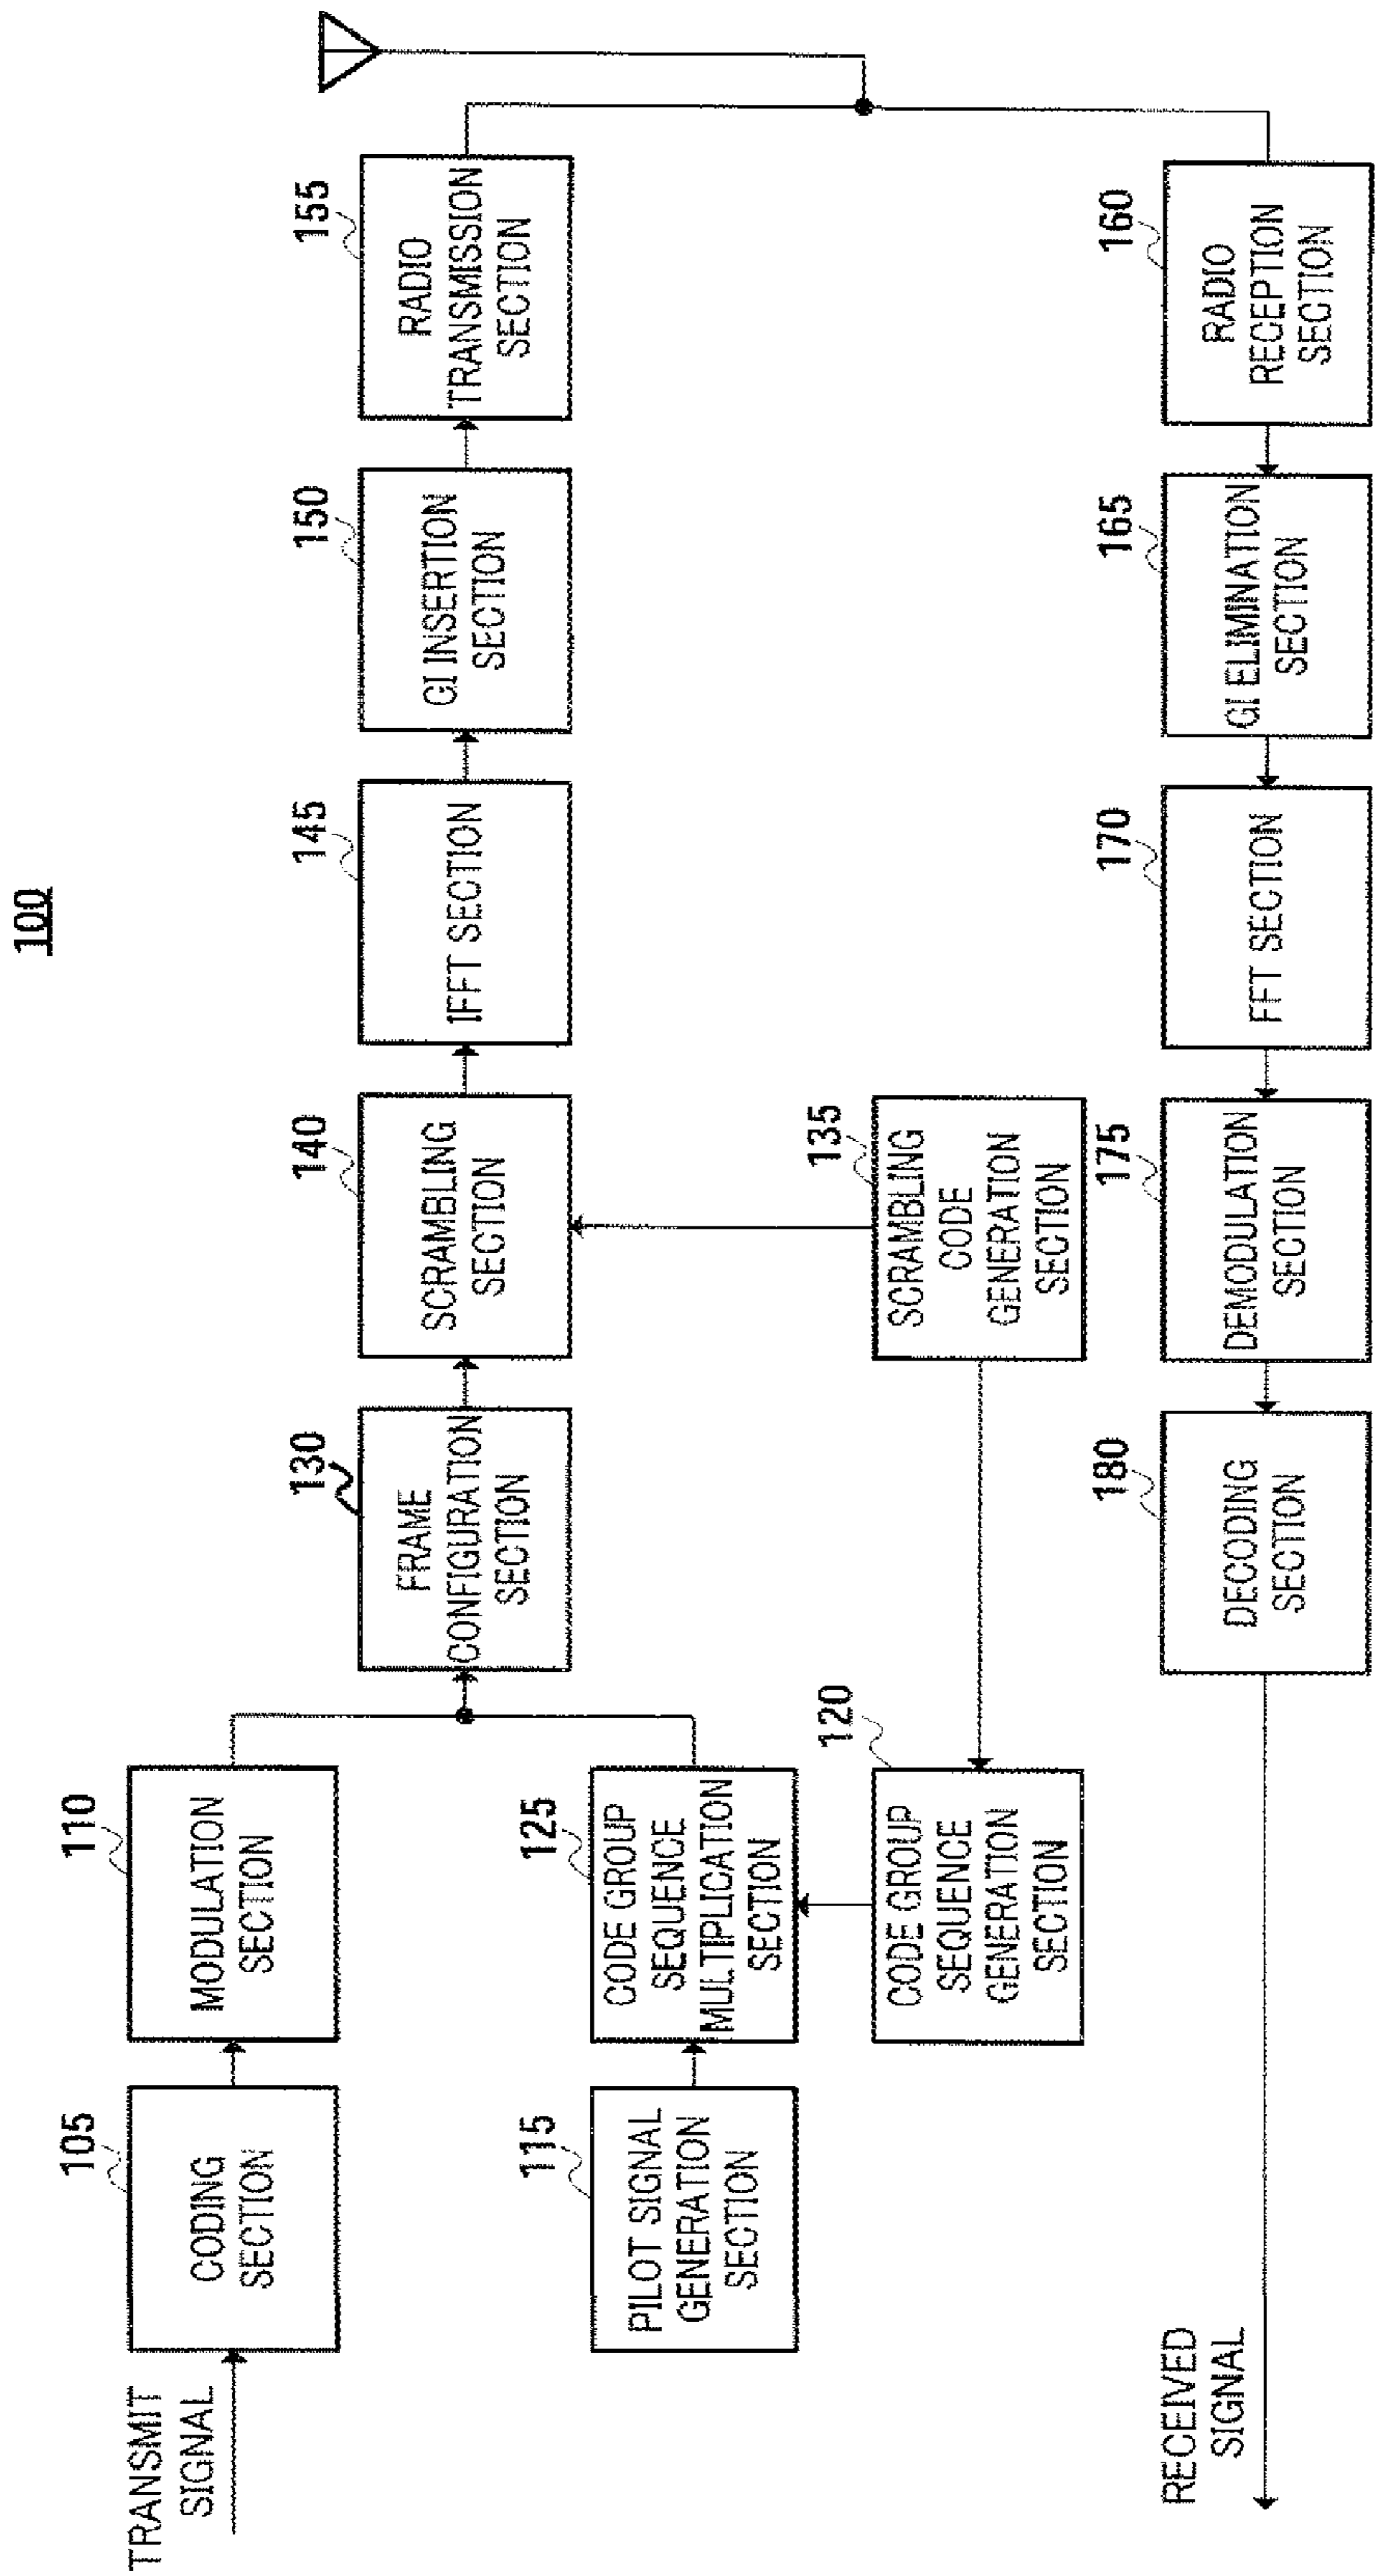 100
TRANSMIT
SIGNAL
105
CODING
SECTION
110
MODULATION
SECTION
115
PILOT SIGNAL
GENERATION
SECTION
125
CODE GROUP
SEQUENCE
MULTIPLICATION
SECTION
120
CODE GROUP
SEQUENCE
GENERATION
SECTION
130
FRAME
CONFIGURATION
SECTION
140
SCRAMBLING
SECTION
135
SCRAMBLING
CODE
GENERATION
SECTION
145
IFFT SECTION
150
GI INSERTION
SECTION
155
RADIO
TRANSMISSION
SECTION
160
RADIO
RECEPTION
SECTION
165
GI ELIMINATION
SECTION
170
FFT SECTION
175
DEMODULATION
SECTION
180
DECODING
SECTION
RECEIVED
SIGNAL